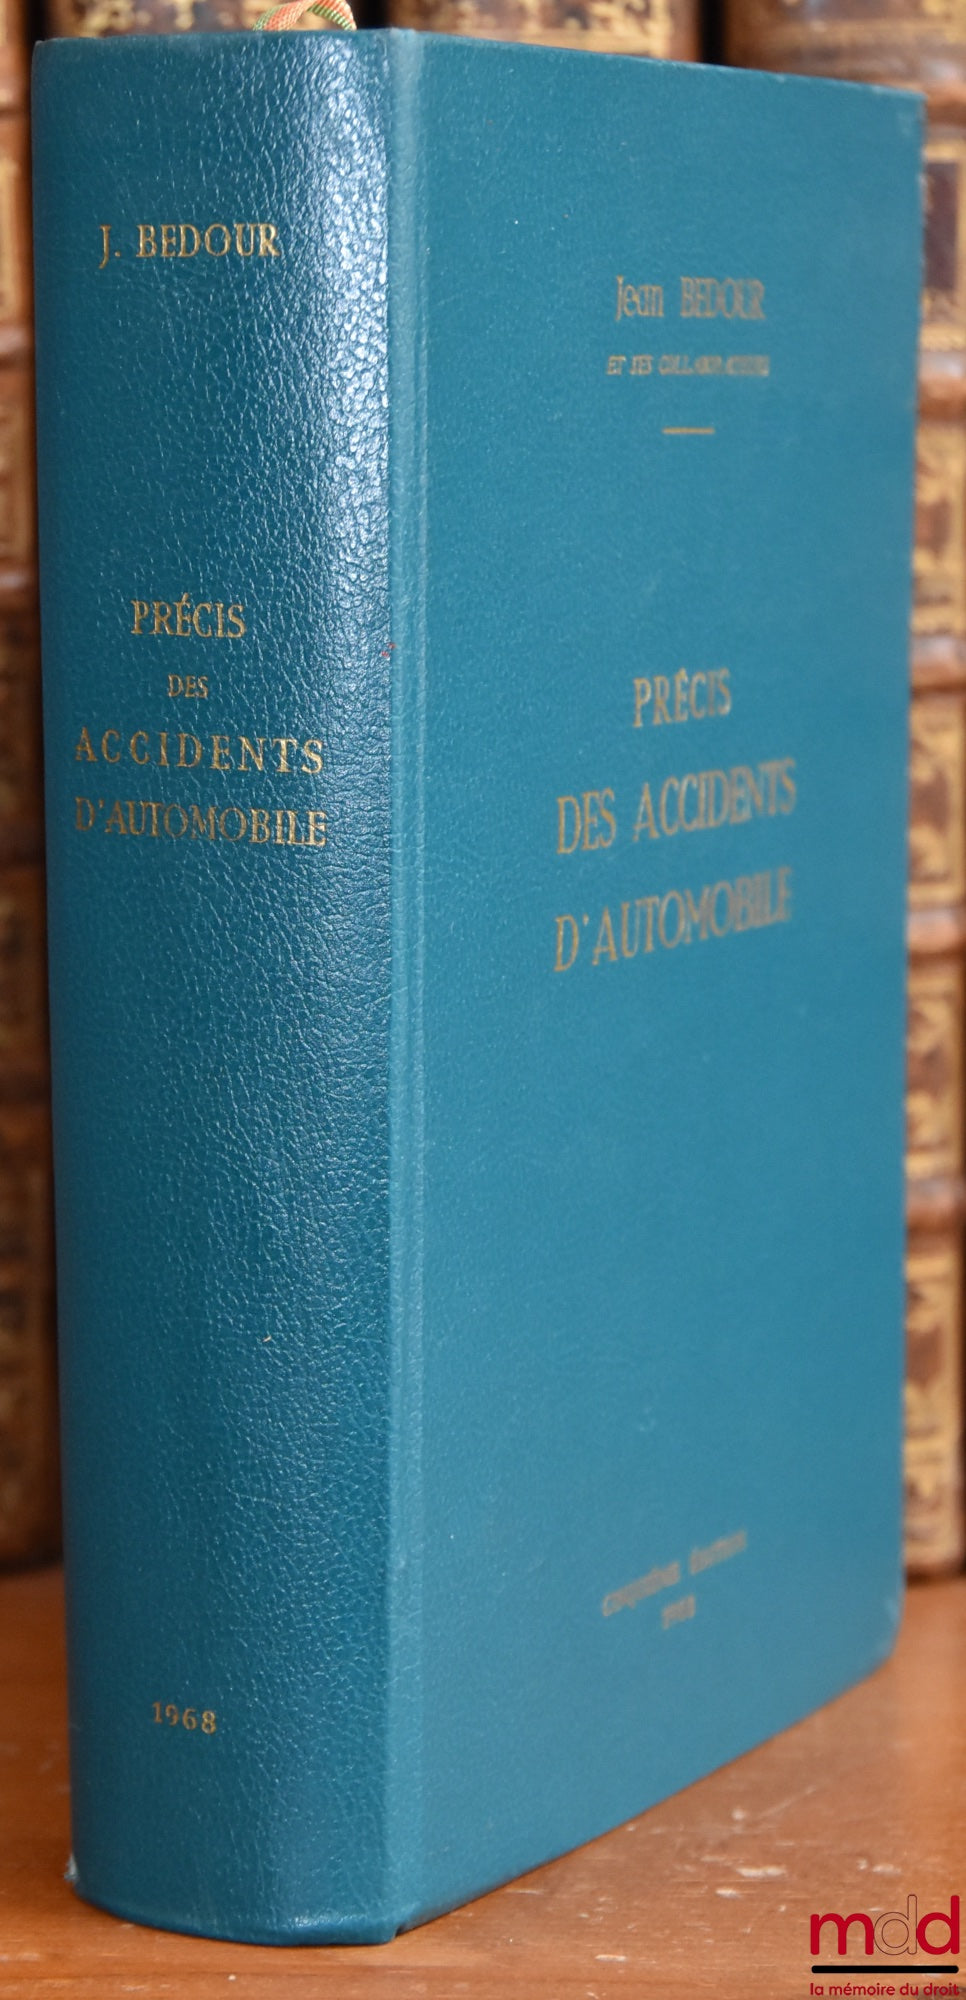 J. BEDOUR
PRÉCIS
DES
ACCIDENTS
D'AUTOMOBILE
1968
Jean BEDOUR
ET SES COLLABORATEURS
PRÉCIS
DES ACCIDENTS
D'AUTOMOBILE
1968
mdd
la mémoire du droit